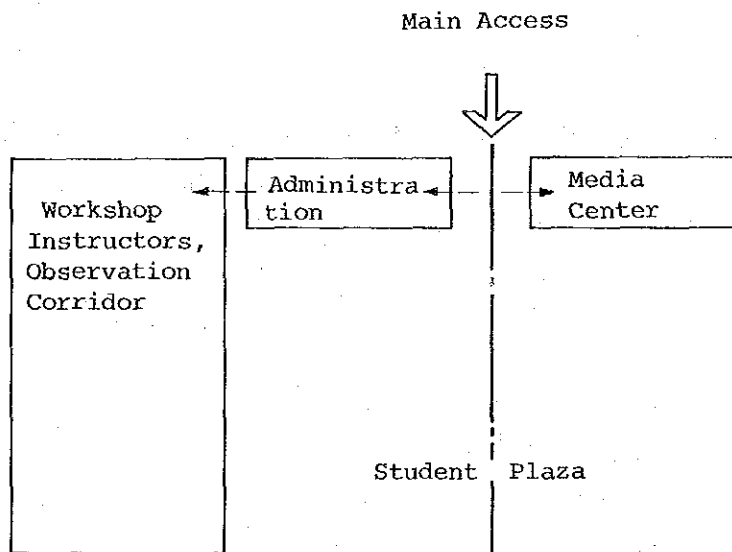 Main Access
Administra
tion
Media
Center
Workshop
Instructors,
Observation
Corridor
Student Plaza